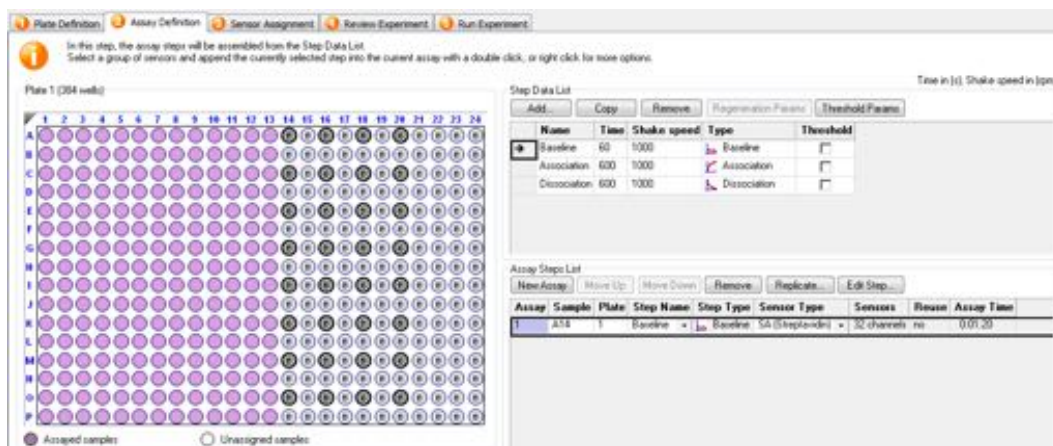 Plate Definition Assay Definition Sensor Assignment Review Experiment Run Experiment
In this step, the assay steps will be assembled from the Step Data List.
Select a group of sensors and append the currently selected step into the current assay with a double click, or right click for more options.
Time in (s), Shake speed in (rpm
Plate 1 (384 wells)
1 2 3 4 5 6 7 8 9 10 11 12 13 14 15 16 17 18 19 20 21 22 23 24
A
B
C
D
E
F
G
H
I
J
K
L
M
N
O
P
Assayed samples Unassigned samples
Step Data List
Add... Copy Remove Regeneration Params Threshold Params
Name Time Shake speed Type Threshold
Baseline 60 1000 Baseline
Association 600 1000 Association
Dissociation 600 1000 Dissociation
Assay Steps List
New Assay Move Up Move Down Remove Replicate... Edit Step...
Assay Sample Plate Step Name Step Type Sensor Type Sensors Reuse Assay Time
1 A14 1 Baseline Baseline SA (Streptavidin) 32 channels no 0:01:20